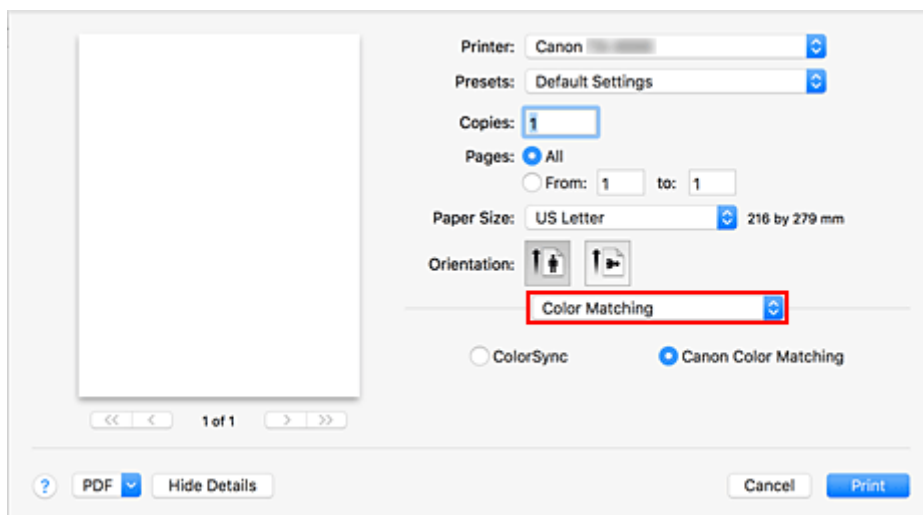 Printer: Canon
Presets: Default Settings
Copies: 1
Pages: All
From: 1 to: 1
Paper Size: US Letter 216 by 279 mm
Orientation:
Color Matching
ColorSync Canon Color Matching
<< < 1 of 1 > >>
? PDF Hide Details Cancel Print